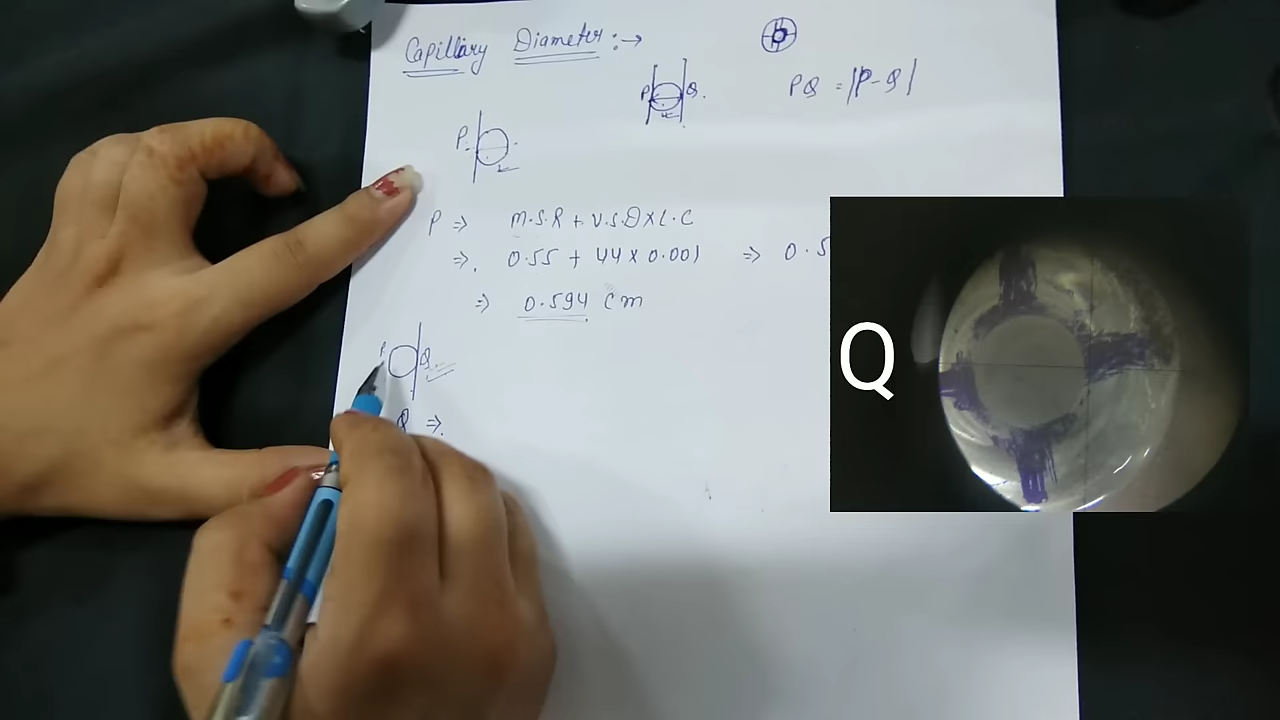 Capillary Diameter :→
P Q.
PQ = |P-Q|
P.
P ⇒ M.S.R + V.S.D X L.C
⇒. 0.55 + 44 X 0.001 ⇒ 0.5
⇒ 0.594 cm
P Q.
Q ⇒.
Q